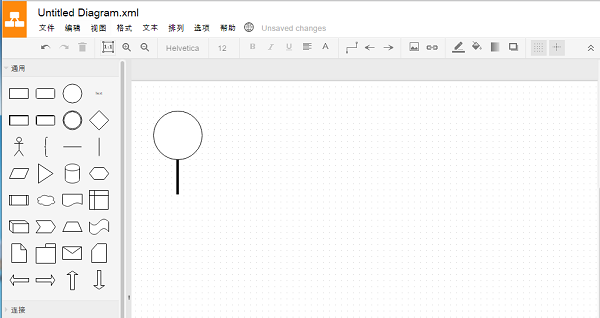 Untitled Diagram.xml
文件 编辑 视图 格式 文本 排列 选项 帮助 Unsaved changes
Helvetica 12 B I U A
通用
连接